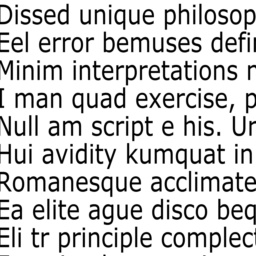 Dissed unique philosop
Eel error bemuses defin
Minim interpretations
I man quad exercise, p
Null am script e his. Ur
Hui avidity kumquat in
Romanesque acclimate
Ea elite ague disco beq
Eli tr principle complect